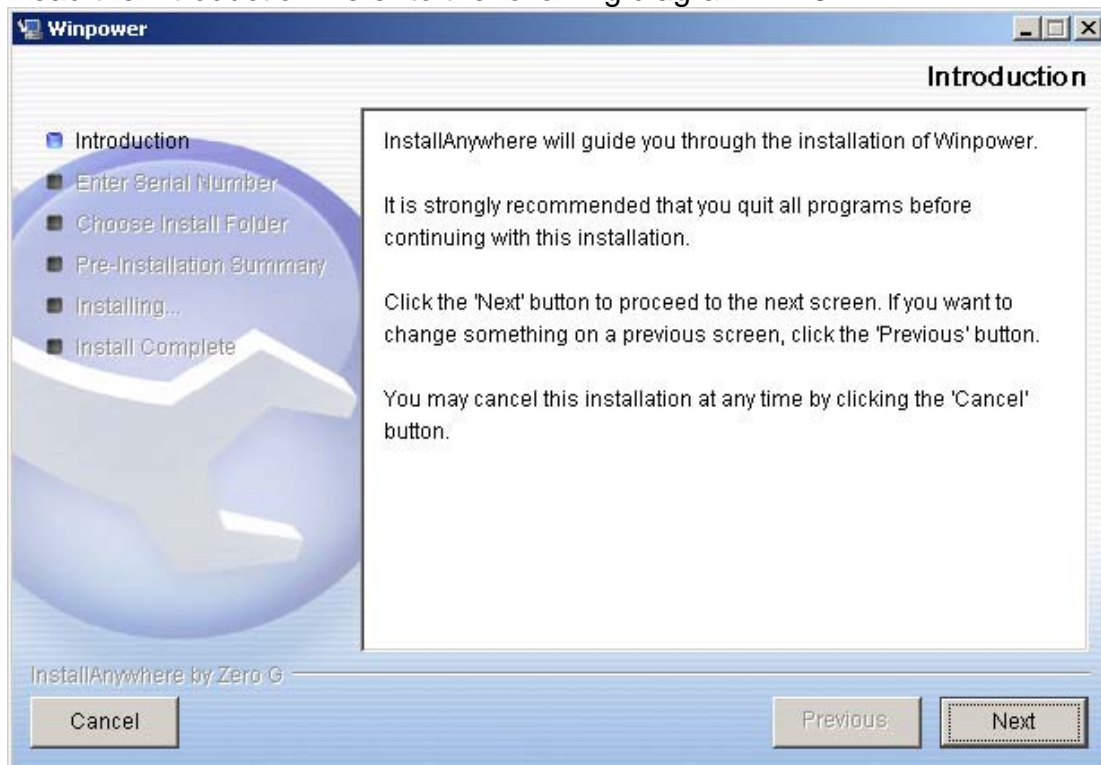 Winpower
Introduction
Introduction
Enter Serial Number
Choose Install Folder
Pre-Installation Summary
Installing...
Install Complete
InstallAnywhere will guide you through the installation of Winpower.
It is strongly recommended that you quit all programs before
continuing with this installation.
Click the 'Next' button to proceed to the next screen. If you want to
change something on a previous screen, click the 'Previous' button.
You may cancel this installation at any time by clicking the 'Cancel'
button.
InstallAnywhere by Zero G
Cancel
Previous
Next